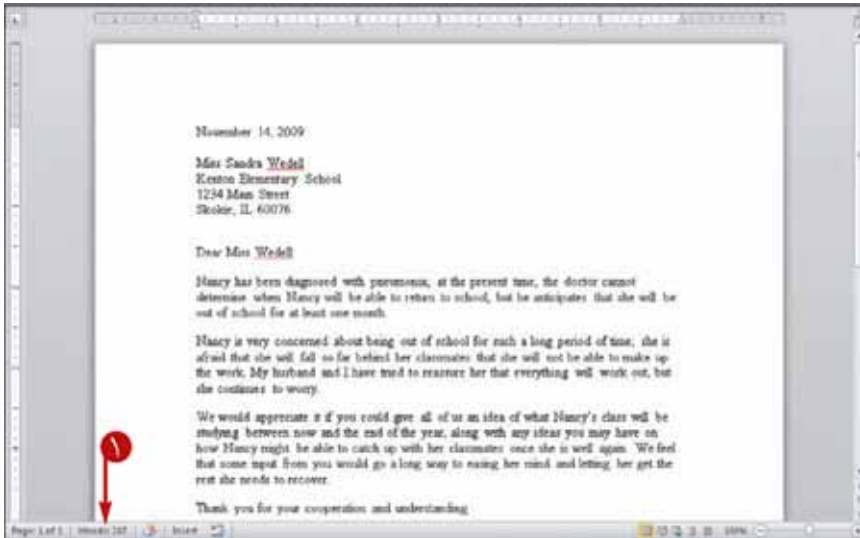 November 14, 2009
Miss Sandra Wedell
Kenton Elementary School
1234 Main Street
Skokie, IL 60076
Dear Miss Wedell
Nancy has been diagnosed with pneumonia; at the present time, the doctor cannot
determine when Nancy will be able to return to school, but he anticipates that she will be
out of school for at least one month.
Nancy is very concerned about being out of school for such a long period of time; she is
afraid that she will fall so far behind her classmates that she will not be able to make up
the work. My husband and I have tried to reassure her that everything will work out, but
she continues to worry.
We would appreciate it if you could give all of us an idea of what Nancy's class will be
studying between now and the end of the year, along with any ideas you may have on
how Nancy might be able to catch up with her classmates once she is well again. We feel
that some input from you would go a long way to easing her mind and letting her get the
rest she needs to recover.
Thank you for your cooperation and understanding.
١
Page: 1 of 1 Words: Insert 100%